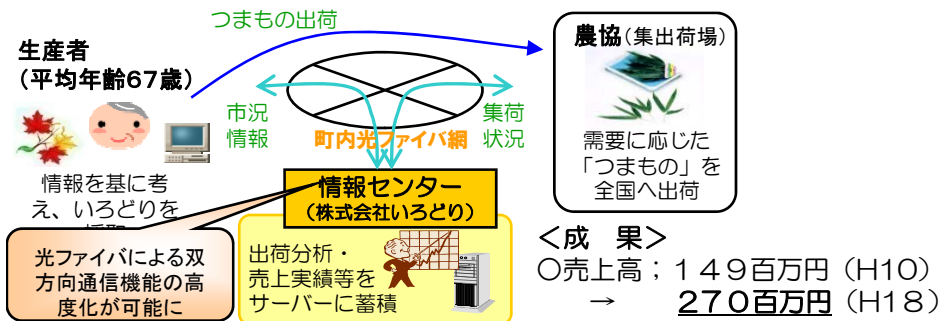 つまもの出荷
生産者
（平均年齢67歳）
市況
情報
集荷
状況
町内光ファイバ網
農協（集出荷場）
需要に応じた
「つまもの」を
全国へ出荷
情報を基に考
え、いろどりを
情報センター
（株式会社いろどり）
光ファイバによる双
方向通信機能の高
度化が可能に
出荷分析・
売上実績等を
サーバーに蓄積
＜成　果＞
○売上高；１４９百万円（H10）
→　２７０百万円（H18）